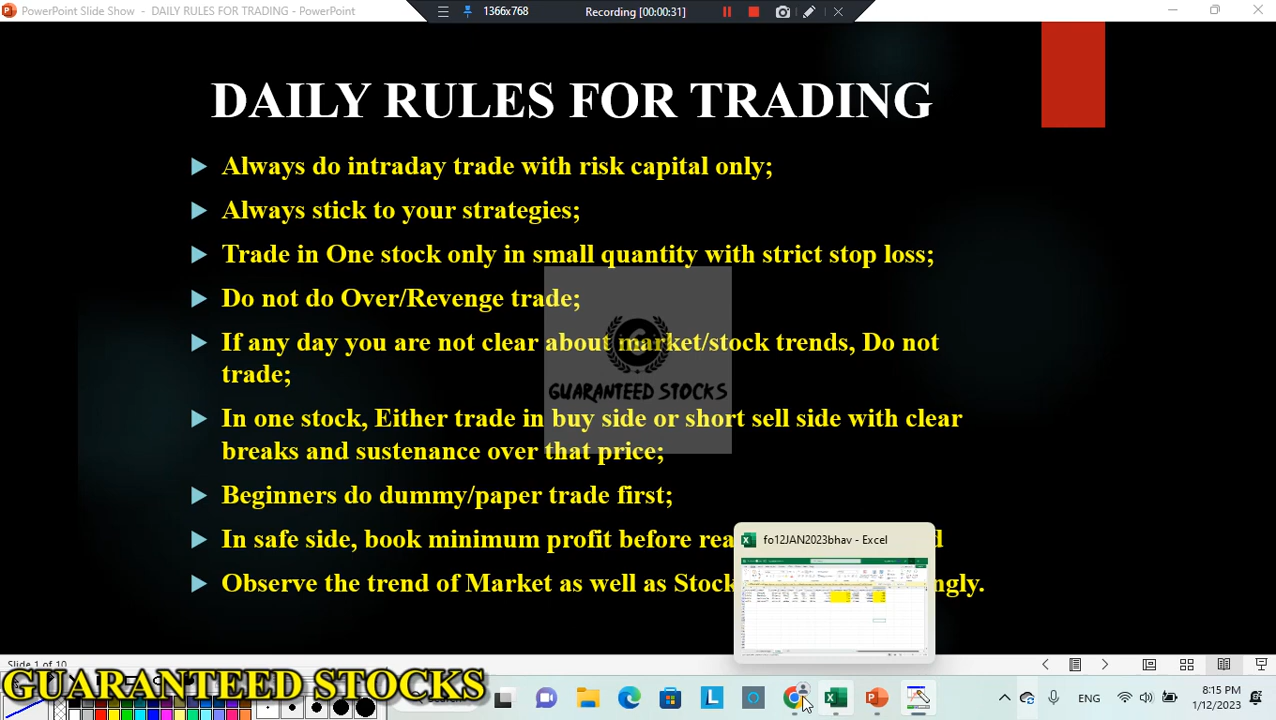 PowerPoint Slide Show - DAILY RULES FOR TRADING - PowerPoint
1366x768
Recording [00:00:31]
DAILY RULES FOR TRADING
Always do intraday trade with risk capital only;
Always stick to your strategies;
Trade in One stock only in small quantity with strict stop loss;
Do not do Over/Revenge trade;
If any day you are not clear about market/stock trends, Do not
trade;
In one stock, Either trade in buy side or short sell side with clear
breaks and sustenance over that price;
Beginners do dummy/paper trade first;
In safe side, book minimum profit before
Observe the trend of Market as well as Stock
G
GUARANTEED STOCKS
fo12JAN2023bhav - Excel
Slide 1 of 10
GUARANTEED STOCKS
ENG
8:15 PM
1/12/2023